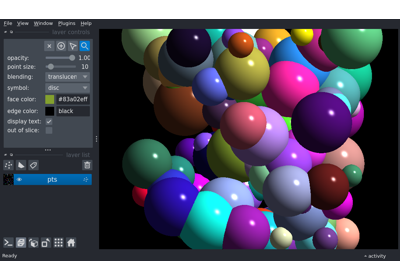 File View Window Plugins Help
layer controls
opacity: 1.00
point size: 10
blending: translucen
symbol: disc
face color: #83a02eff
edge color: black
display text:
out of slice:
layer list
pts
Ready
activity